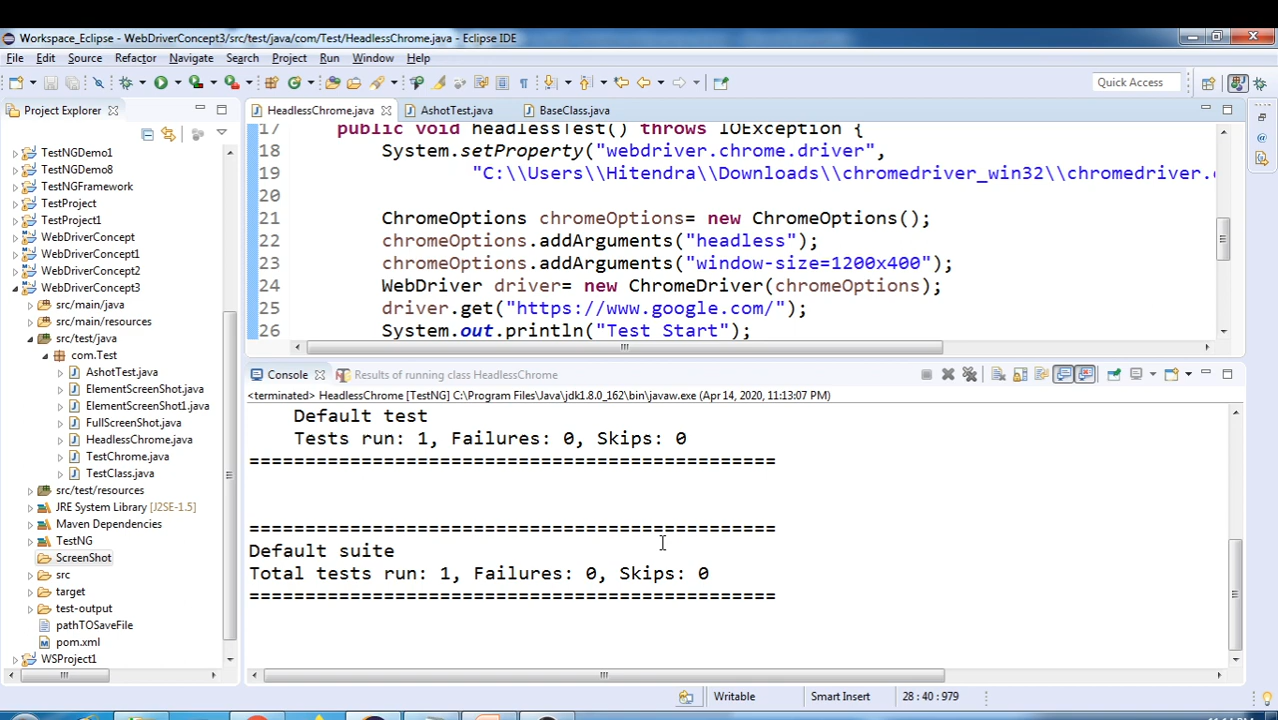 Workspace_Eclipse - WebDriverConcept3/src/test/java/com/Test/HeadlessChrome.java - Eclipse IDE
File Edit Source Refactor Navigate Search Project Run Window Help
Quick Access
Project Explorer
TestNGDemo1
TestNGDemo8
TestNGFramework
TestProject
TestProject1
WebDriverConcept
WebDriverConcept1
WebDriverConcept2
WebDriverConcept3
src/main/java
src/main/resources
src/test/java
com.Test
AshotTest.java
ElementScreenShot.java
ElementScreenShot1.java
FullScreenShot.java
HeadlessChrome.java
TestChrome.java
TestClass.java
src/test/resources
JRE System Library [J2SE-1.5]
Maven Dependencies
TestNG
ScreenShot
src
target
test-output
pathTOSaveFile
pom.xml
WSProject1
HeadlessChrome.java AshotTest.java BaseClass.java
17 public void headlessTest() throws IOException {
18 System.setProperty("webdriver.chrome.driver",
19 "C:\\Users\\Hitendra\\Downloads\\chromedriver_win32\\chromedriver.
20
21 ChromeOptions chromeOptions= new ChromeOptions();
22 chromeOptions.addArguments("headless");
23 chromeOptions.addArguments("window-size=1200x400");
24 WebDriver driver= new ChromeDriver(chromeOptions);
25 driver.get("https://www.google.com/");
26 System.out.println("Test Start");
Console Results of running class HeadlessChrome
<terminated> HeadlessChrome [TestNG] C:\Program Files\Java\jdk1.8.0_162\bin\javaw.exe (Apr 14, 2020, 11:13:07 PM)
Default test
Tests run: 1, Failures: 0, Skips: 0
===============================================
===============================================
Default suite
Total tests run: 1, Failures: 0, Skips: 0
===============================================
Writable Smart Insert 28 : 40 : 979